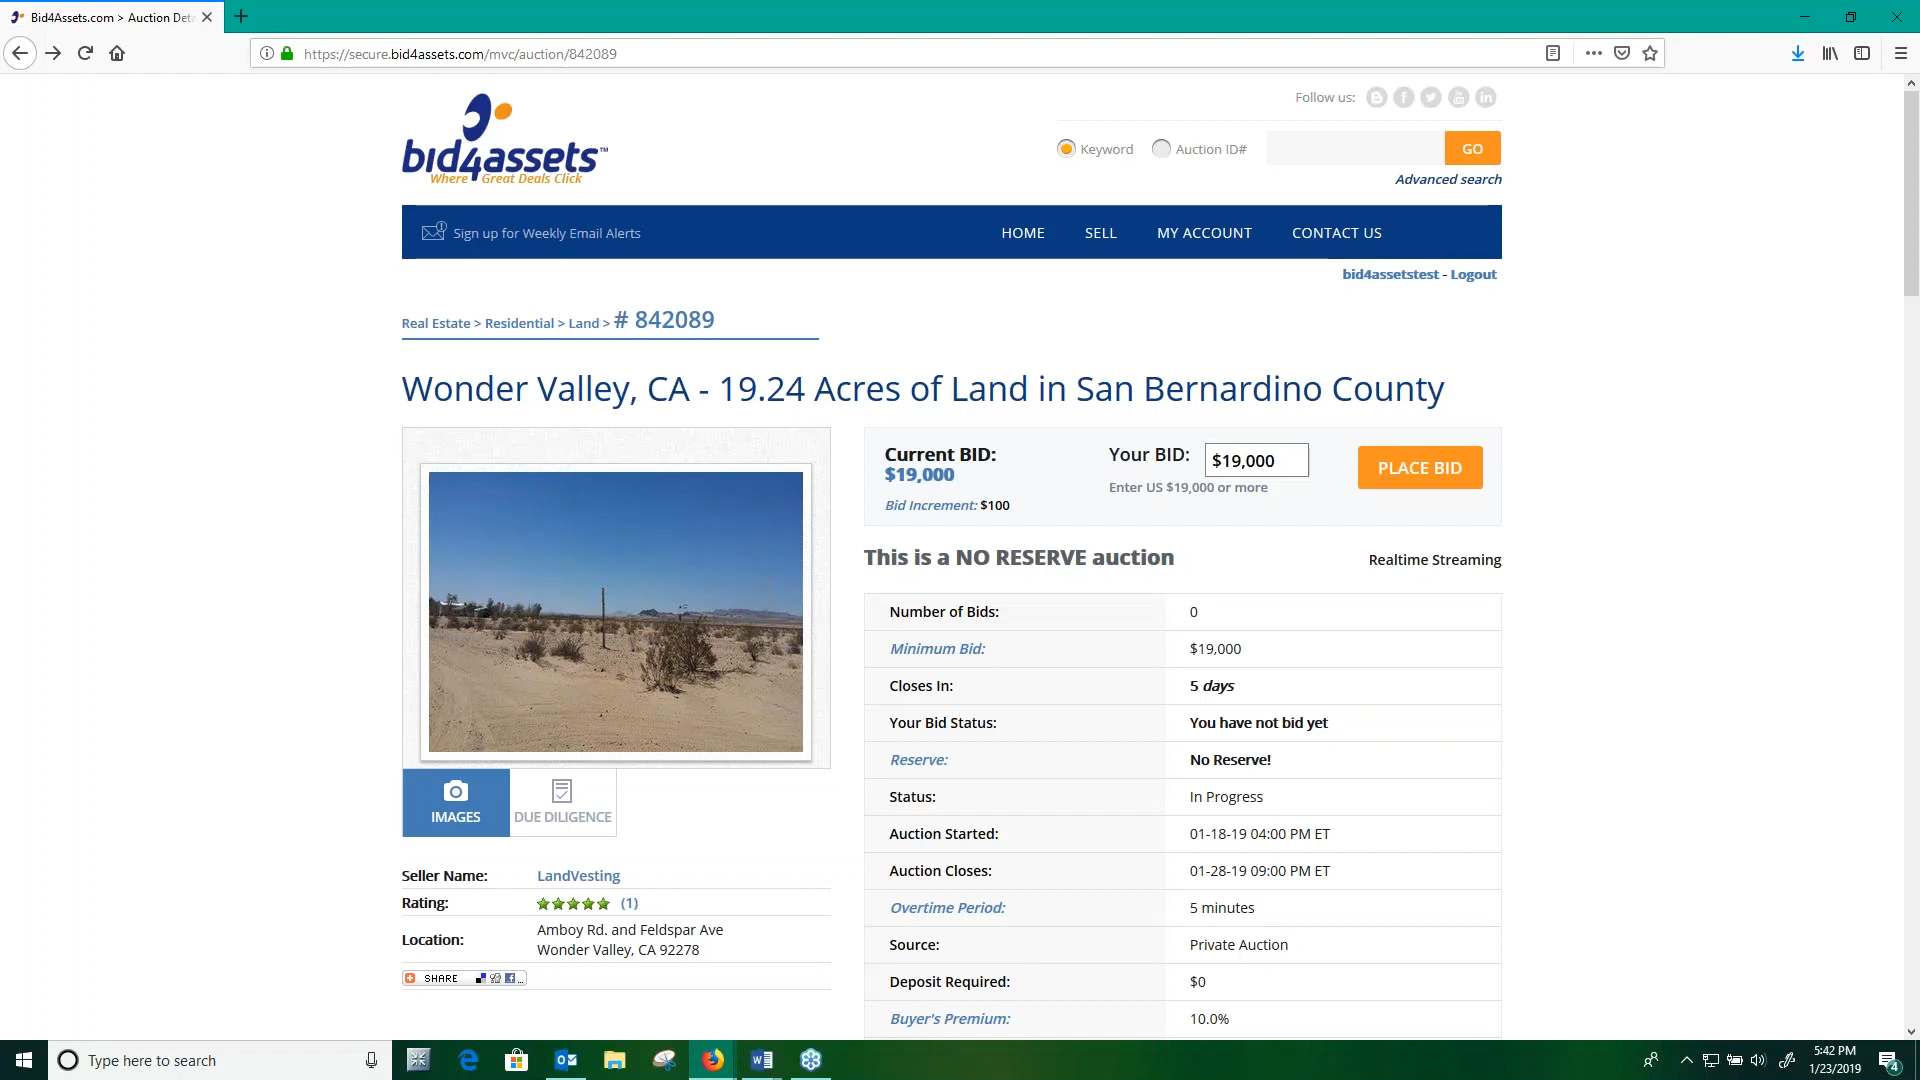 Bid4Assets.com > Auction Deta
https://secure.bid4assets.com/mvc/auction/842089
Follow us:
bid4assets™
Where Great Deals Click
Keyword
Auction ID#
GO
Advanced search
Sign up for Weekly Email Alerts
HOME
SELL
MY ACCOUNT
CONTACT US
bid4assetstest - Logout
Real Estate > Residential > Land > # 842089
Wonder Valley, CA - 19.24 Acres of Land in San Bernardino County
Current BID:
$19,000
Bid Increment: $100
Your BID:
$19,000
Enter US $19,000 or more
PLACE BID
This is a NO RESERVE auction
Realtime Streaming
Number of Bids: 0
Minimum Bid: $19,000
Closes In: 5 days
Your Bid Status: You have not bid yet
Reserve: No Reserve!
Status: In Progress
Auction Started: 01-18-19 04:00 PM ET
Auction Closes: 01-28-19 09:00 PM ET
Overtime Period: 5 minutes
Source: Private Auction
Deposit Required: $0
Buyer's Premium: 10.0%
IMAGES
DUE DILIGENCE
Seller Name: LandVesting
Rating: (1)
Location: Amboy Rd. and Feldspar Ave
Wonder Valley, CA 92278
SHARE
Type here to search
5:42 PM
1/23/2019
4